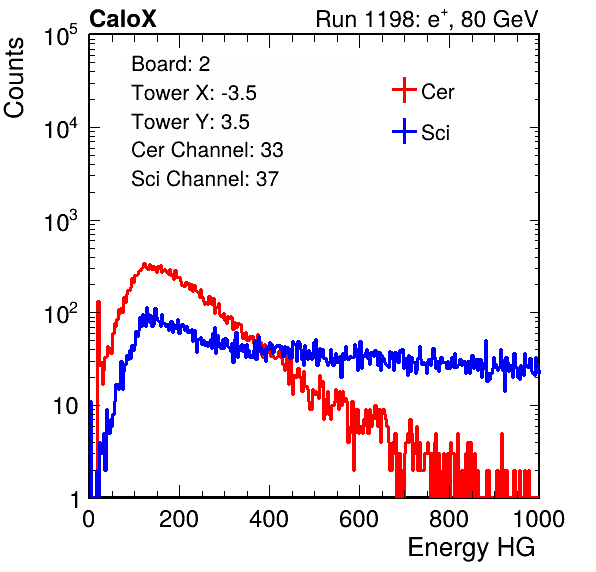 CaloX Run 1198: e⁺, 80 GeV
Counts
Board: 2
Tower X: -3.5
Tower Y: 3.5
Cer Channel: 33
Sci Channel: 37
Cer
Sci
10⁵
10⁴
10³
10²
10
1
0 200 400 600 800 1000
Energy HG